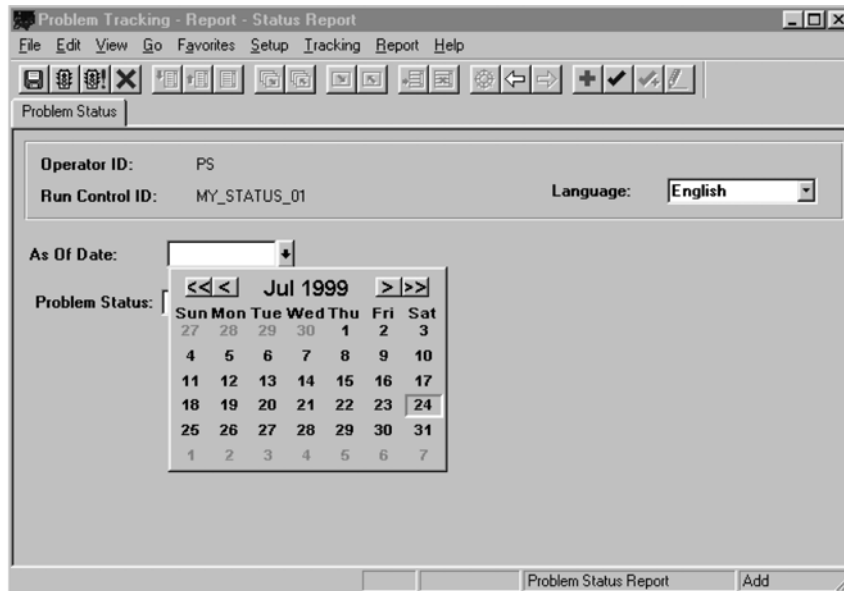 Problem Tracking - Report - Status Report
File Edit View Go Favorites Setup Tracking Report Help
Problem Status
Operator ID: PS
Run Control ID: MY_STATUS_01
Language: English
As Of Date:
Problem Status:
<< < Jul 1999 > >>
Sun Mon Tue Wed Thu Fri Sat
27 28 29 30 1 2 3
4 5 6 7 8 9 10
11 12 13 14 15 16 17
18 19 20 21 22 23 24
25 26 27 28 29 30 31
1 2 3 4 5 6 7
Problem Status Report Add